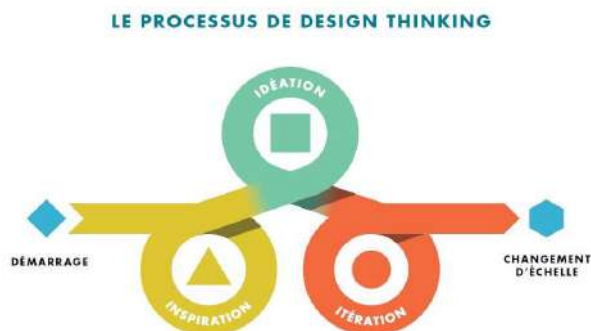 LE PROCESSUS DE DESIGN THINKING
IDÉATION
DÉMARRAGE
INSPIRATION
ITÉRATION
CHANGEMENT
D'ÉCHELLE